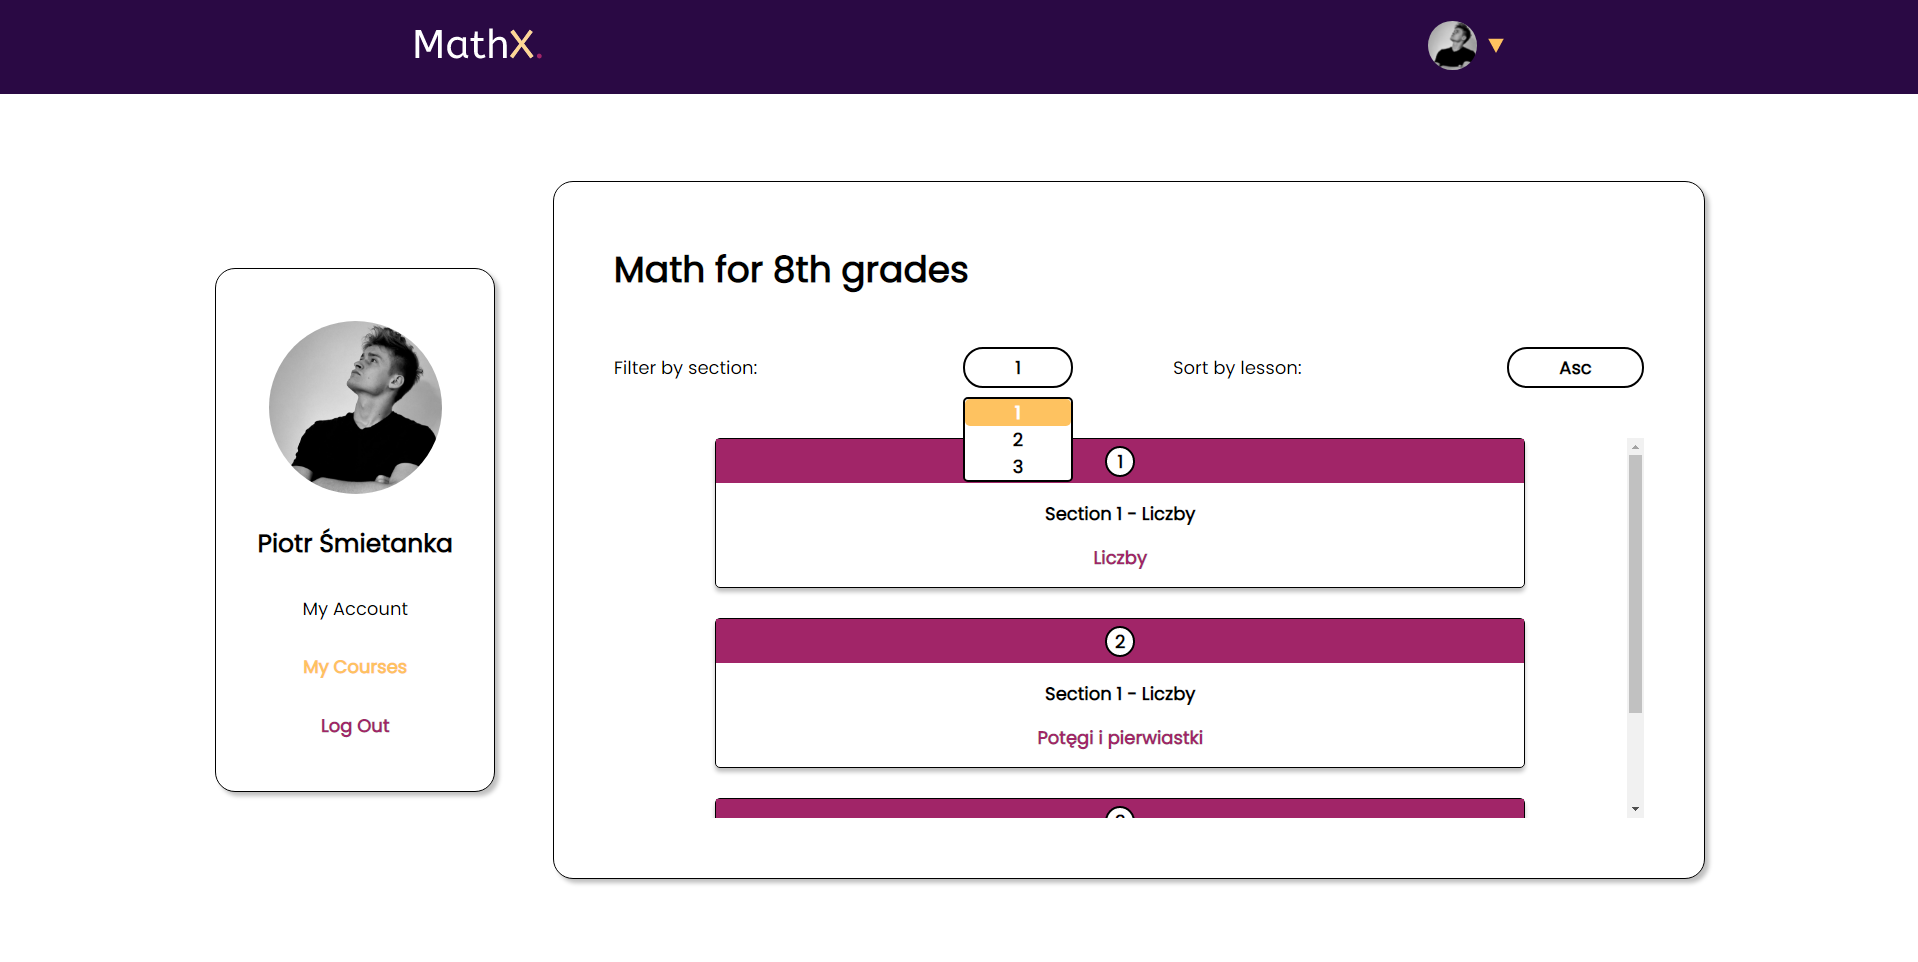 MathX.
Piotr Śmietanka
My Account
My Courses
Log Out
Math for 8th grades
Filter by section:
1
Sort by lesson:
Asc
1
2
3
1
Section 1 - Liczby
Liczby
2
Section 1 - Liczby
Potęgi i pierwiastki